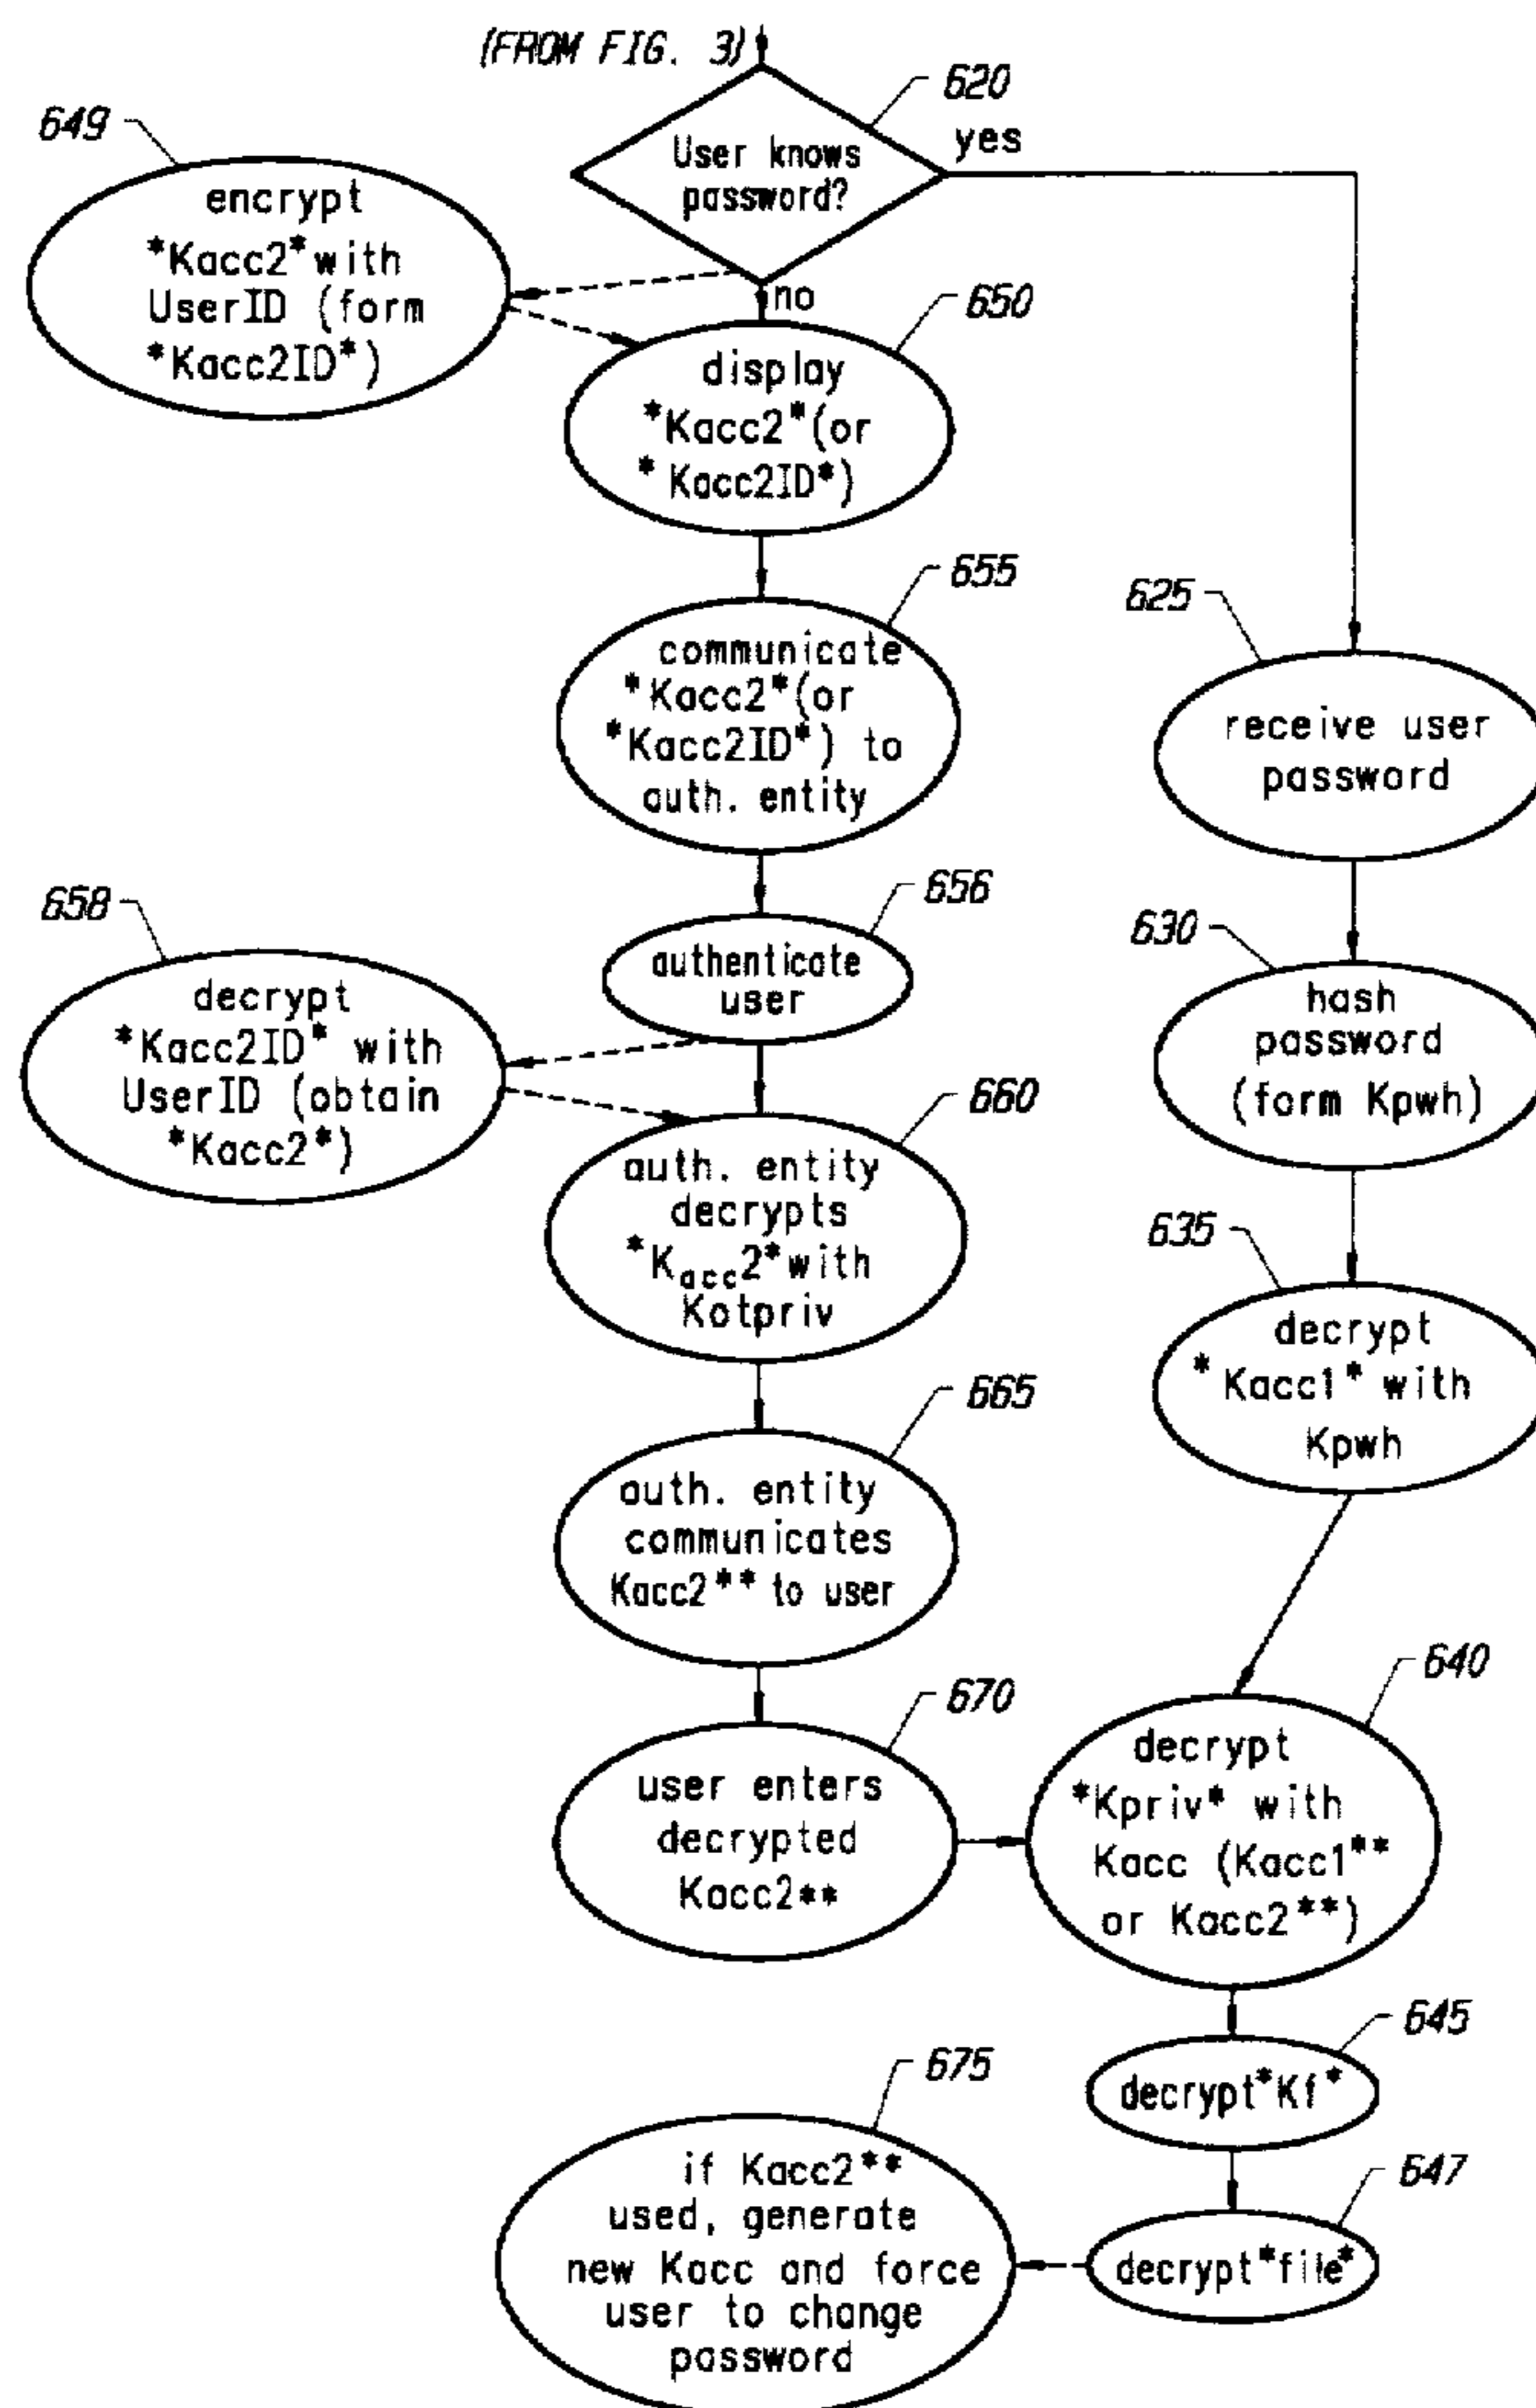 (FROM FIG. 3)
620
User knows
password?
yes
no
649
encrypt
*Kacc2* with
UserID (form
*Kacc2ID*)
650
display
*Kacc2* (or
*Kacc2ID*)
655
communicate
*Kacc2* (or
*Kacc2ID*) to
auth. entity
625
receive user
password
656
authenticate
user
658
decrypt
*Kacc2ID* with
UserID (obtain
*Kacc2*)
630
hash
password
(form Kpwh)
660
auth. entity
decrypts
*Kacc2* with
Kotpriv
635
decrypt
*Kacc1* with
Kpwh
665
auth. entity
communicates
Kacc2** to user
670
user enters
decrypted
Kacc2**
640
decrypt
*Kpriv* with
Kacc (Kacc1**
or Kacc2**)
645
decrypt*Kf*
647
decrypt*file*
675
if Kacc2**
used, generate
new Kacc and force
user to change
password